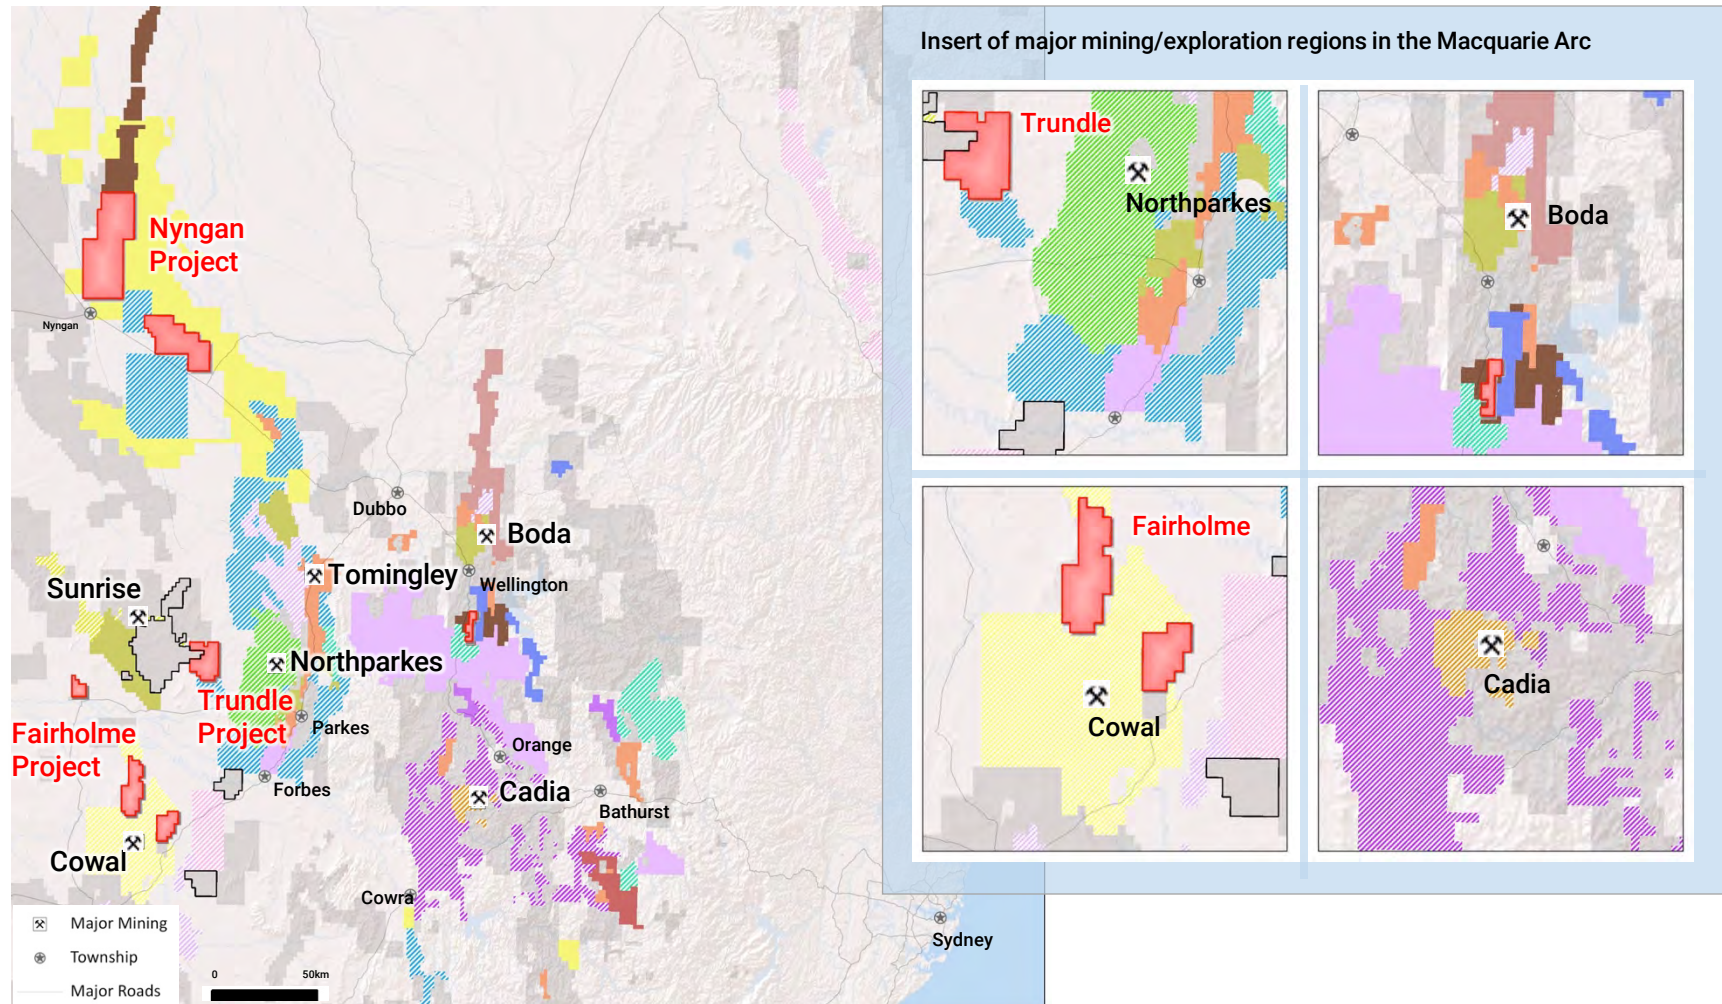 Insert of major mining/exploration regions in the Macquarie Arc
Nyngan
Project
Nyngan
Dubbo
Boda
Tomingley
Wellington
Sunrise
Northparkes
Trundle
Project
Parkes
Fairholme
Project
Orange
Forbes
Cadia
Bathurst
Cowal
Cowra
Sydney
Major Mining
Township
Major Roads
0
50km
Trundle
Northparkes
Boda
Fairholme
Cowal
Cadia